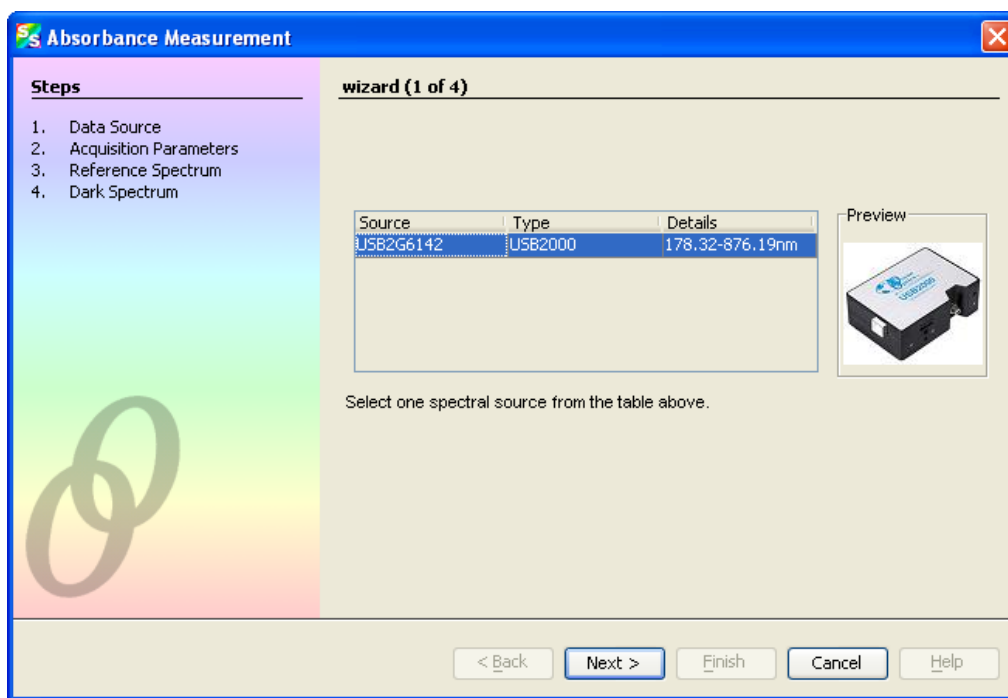 Absorbance Measurement
Steps
1. Data Source
2. Acquisition Parameters
3. Reference Spectrum
4. Dark Spectrum
wizard (1 of 4)
Source Type Details
USB2G6142 USB2000 178.32-876.19nm
Preview
USB2000
Select one spectral source from the table above.
< Back Next > Finish Cancel Help